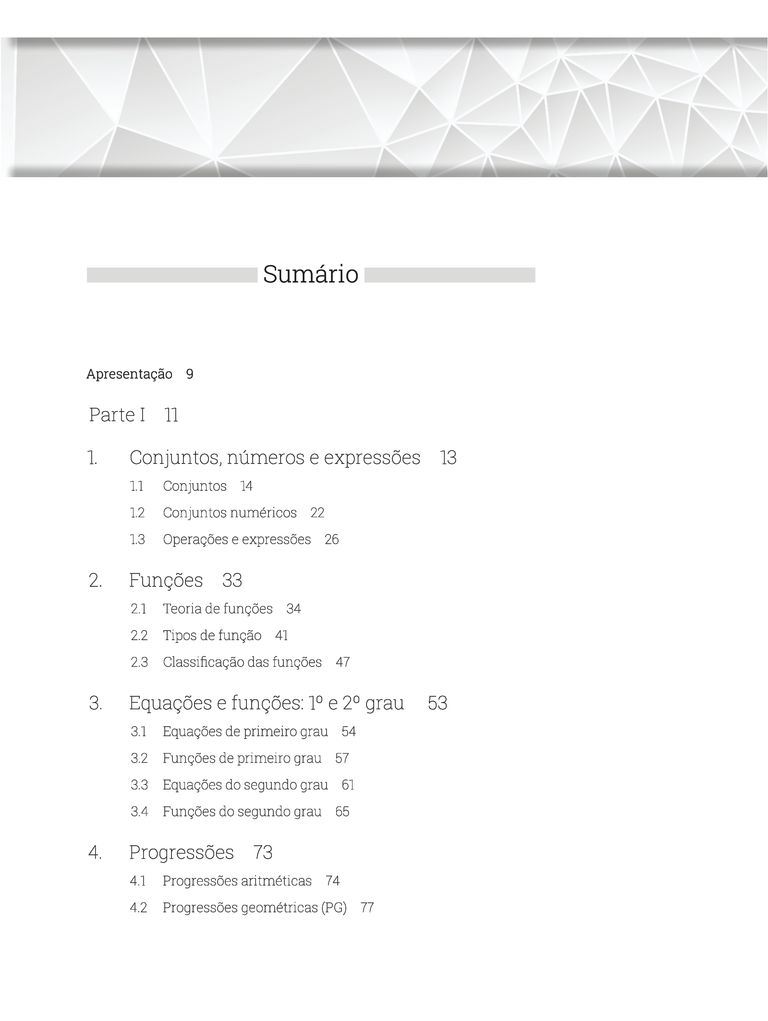 Sumário
Apresentação 9
Parte I 11
1. Conjuntos, números e expressões 13
1.1 Conjuntos 14
1.2 Conjuntos numéricos 22
1.3 Operações e expressões 26
2. Funções 33
2.1 Teoria de funções 34
2.2 Tipos de função 41
2.3 Classificação das funções 47
3. Equações e funções: 1º e 2º grau 53
3.1 Equações de primeiro grau 54
3.2 Funções de primeiro grau 57
3.3 Equações do segundo grau 61
3.4 Funções do segundo grau 65
4. Progressões 73
4.1 Progressões aritméticas 74
4.2 Progressões geométricas (PG) 77